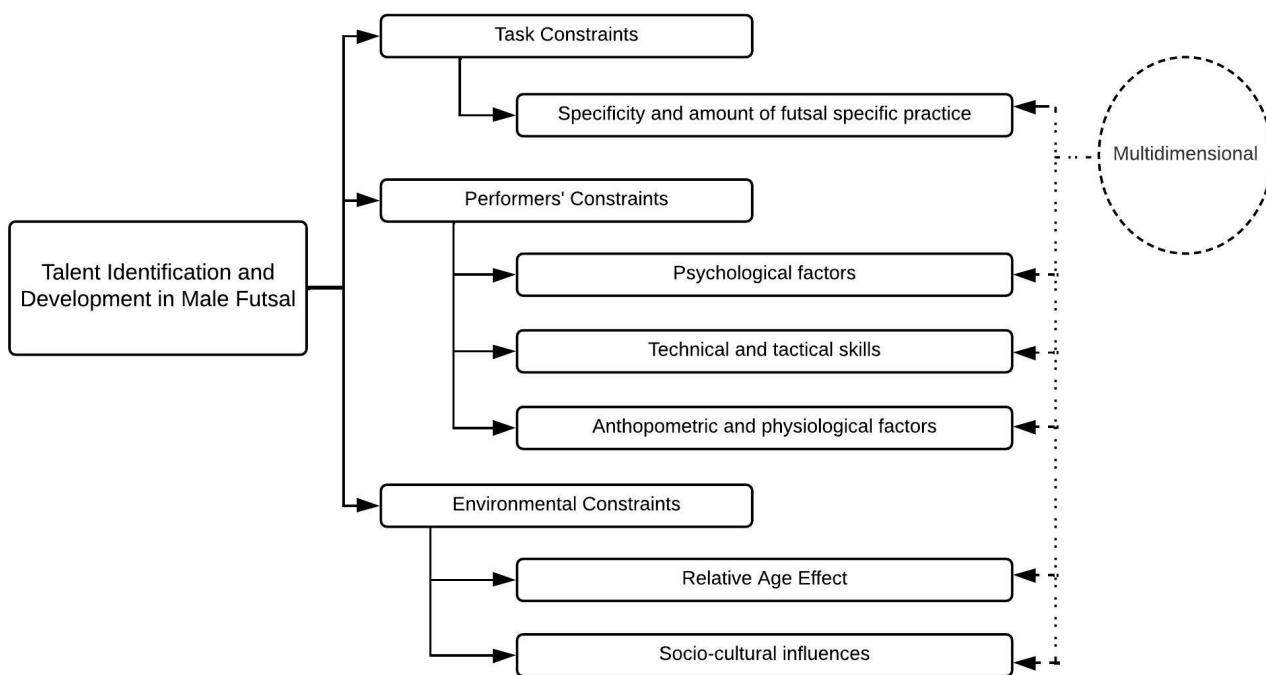 Task Constraints
Specificity and amount of futsal specific practice
Multidimensional
Performers' Constraints
Talent Identification and
Development in Male Futsal
Psychological factors
Technical and tactical skills
Anthopometric and physiological factors
Environmental Constraints
Relative Age Effect
Socio-cultural influences